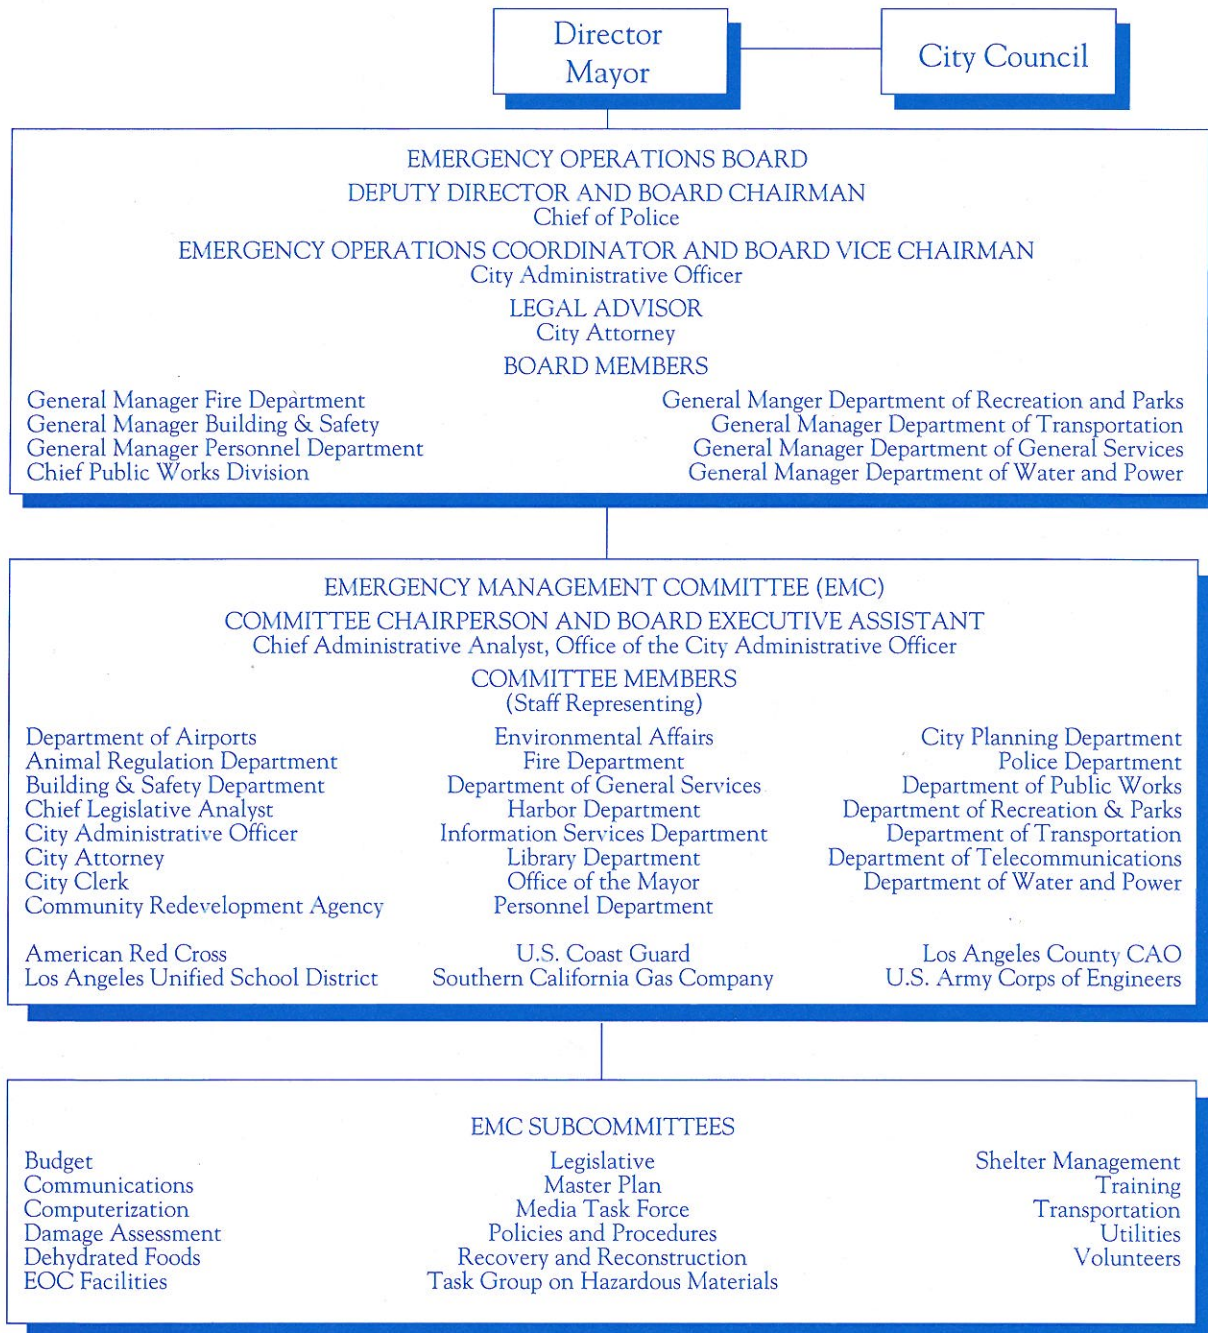 Director
Mayor
City Council
EMERGENCY OPERATIONS BOARD
DEPUTY DIRECTOR AND BOARD CHAIRMAN
Chief of Police
EMERGENCY OPERATIONS COORDINATOR AND BOARD VICE CHAIRMAN
City Administrative Officer
LEGAL ADVISOR
City Attorney
BOARD MEMBERS
General Manager Fire Department
General Manager Building & Safety
General Manager Personnel Department
Chief Public Works Division
General Manger Department of Recreation and Parks
General Manager Department of Transportation
General Manager Department of General Services
General Manager Department of Water and Power
EMERGENCY MANAGEMENT COMMITTEE (EMC)
COMMITTEE CHAIRPERSON AND BOARD EXECUTIVE ASSISTANT
Chief Administrative Analyst, Office of the City Administrative Officer
COMMITTEE MEMBERS
(Staff Representing)
Department of Airports
Animal Regulation Department
Building & Safety Department
Chief Legislative Analyst
City Administrative Officer
City Attorney
City Clerk
Community Redevelopment Agency
Environmental Affairs
Fire Department
Department of General Services
Harbor Department
Information Services Department
Library Department
Office of the Mayor
Personnel Department
City Planning Department
Police Department
Department of Public Works
Department of Recreation & Parks
Department of Transportation
Department of Telecommunications
Department of Water and Power
American Red Cross
Los Angeles Unified School District
U.S. Coast Guard
Southern California Gas Company
Los Angeles County CAO
U.S. Army Corps of Engineers
EMC SUBCOMMITTEES
Budget
Communications
Computerization
Damage Assessment
Dehydrated Foods
EOC Facilities
Legislative
Master Plan
Media Task Force
Policies and Procedures
Recovery and Reconstruction
Task Group on Hazardous Materials
Shelter Management
Training
Transportation
Utilities
Volunteers